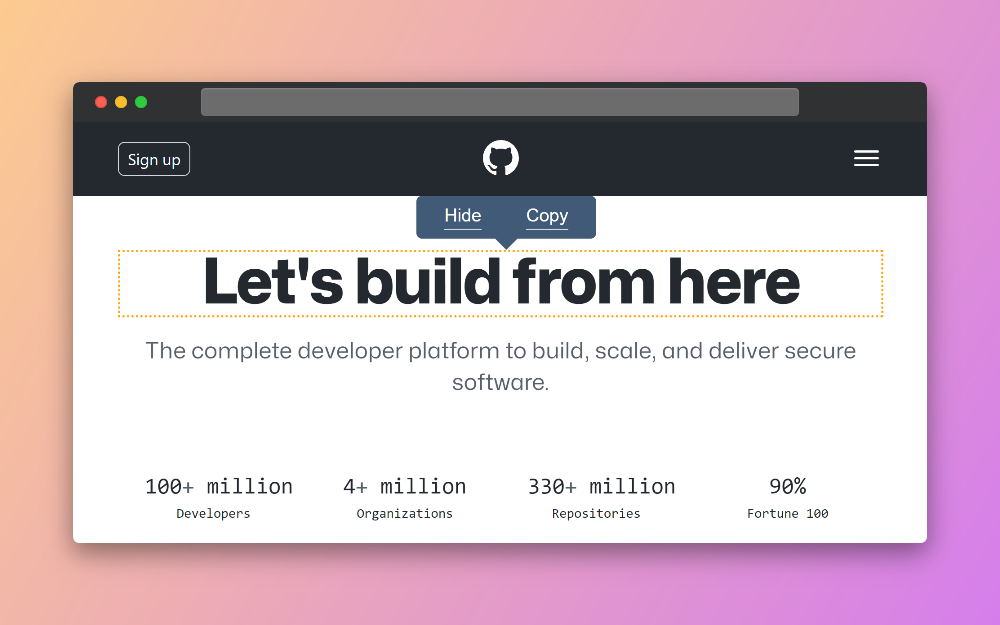 Sign up
Hide Copy
Let's build from here
The complete developer platform to build, scale, and deliver secure
software.
100+ million 4+ million 330+ million 90%
Developers Organizations Repositories Fortune 100